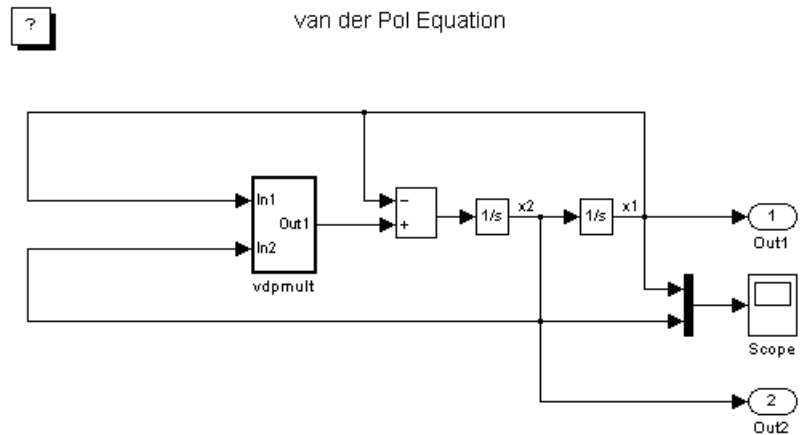 ?
van der Pol Equation
In1
Out1
In2
vdpmult
−
+
1/s
x2
1/s
x1
1
Out1
Scope
2
Out2